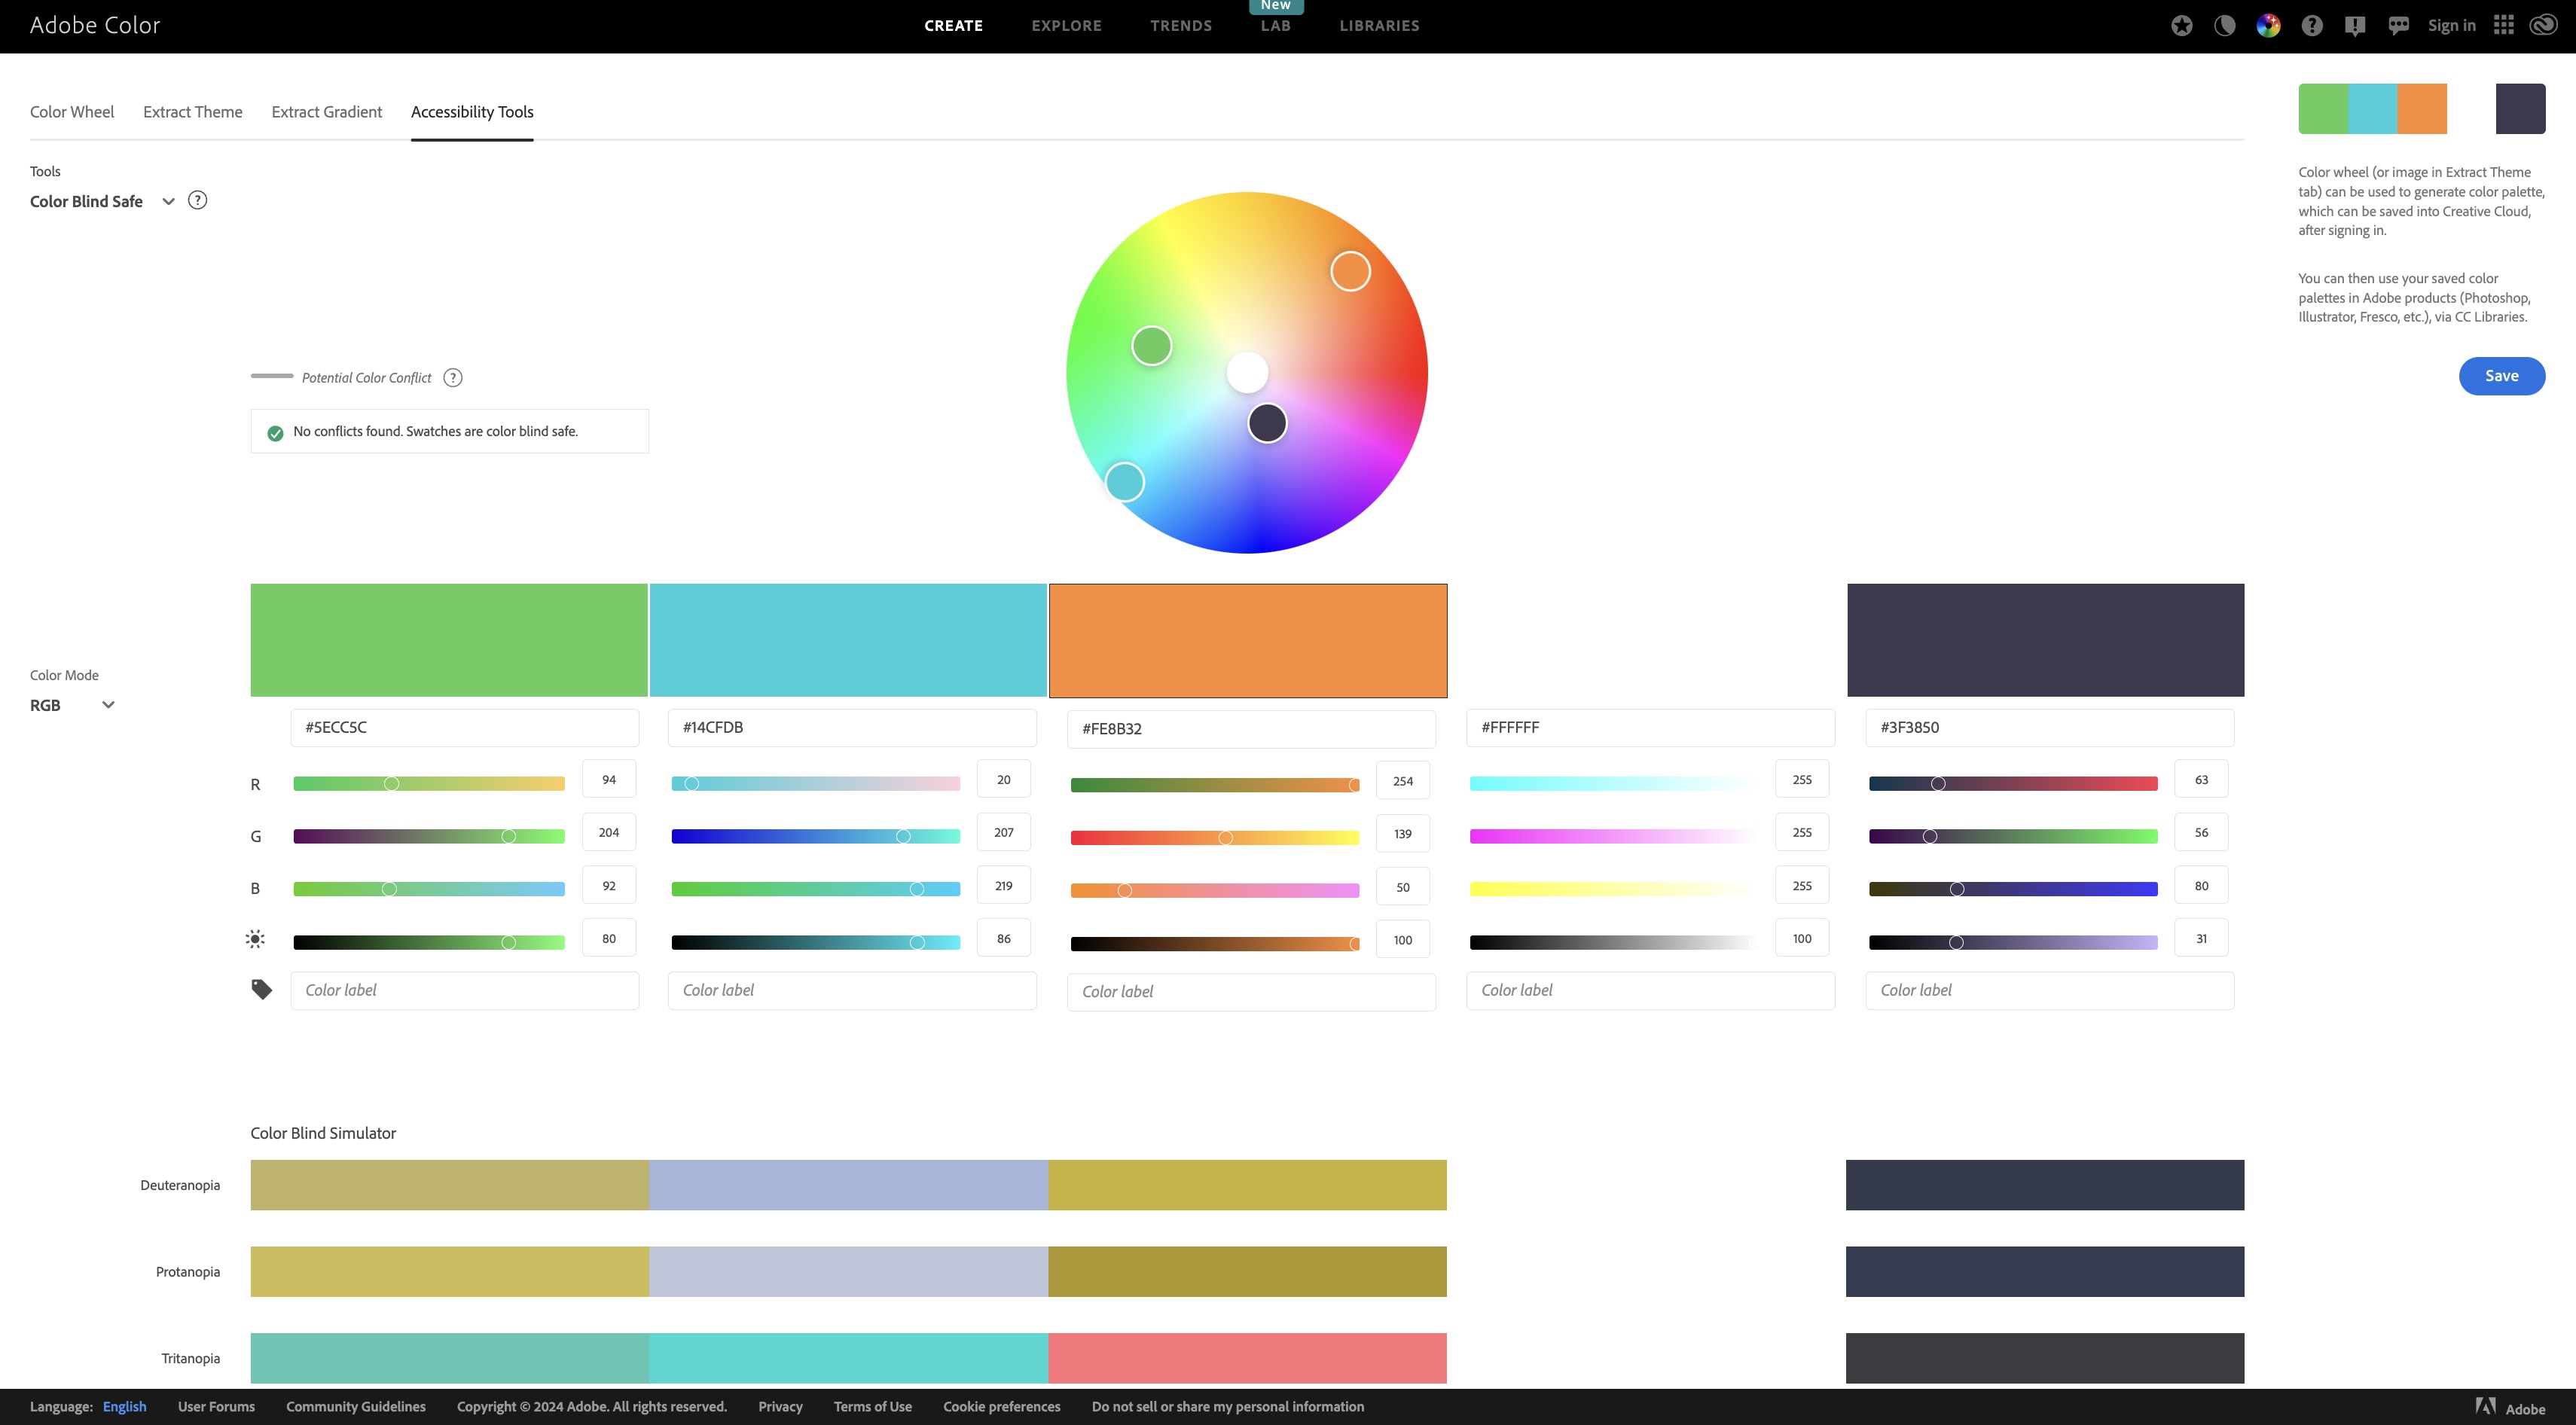 Adobe Color
CREATE
EXPLORE
TRENDS
New
LAB
LIBRARIES
Sign in
Color Wheel
Extract Theme
Extract Gradient
Accessibility Tools
Tools
Color Blind Safe
?
Color wheel (or image in Extract Theme
tab) can be used to generate color palette,
which can be saved into Creative Cloud,
after signing in.
You can then use your saved color
palettes in Adobe products (Photoshop,
Illustrator, Fresco, etc.), via CC Libraries.
Save
Potential Color Conflict ?
No conflicts found. Swatches are color blind safe.
Color Mode
RGB
#5ECC5C
#14CFDB
#FE8B32
#FFFFFF
#3F3850
R 94 20 254 255 63
G 204 207 139 255 56
B 92 219 50 255 80
80 86 100 100 31
Color label
Color label
Color label
Color label
Color label
Color Blind Simulator
Deuteranopia
Protanopia
Tritanopia
Language: English
User Forums
Community Guidelines
Copyright © 2024 Adobe. All rights reserved.
Privacy
Terms of Use
Cookie preferences
Do not sell or share my personal information
Adobe